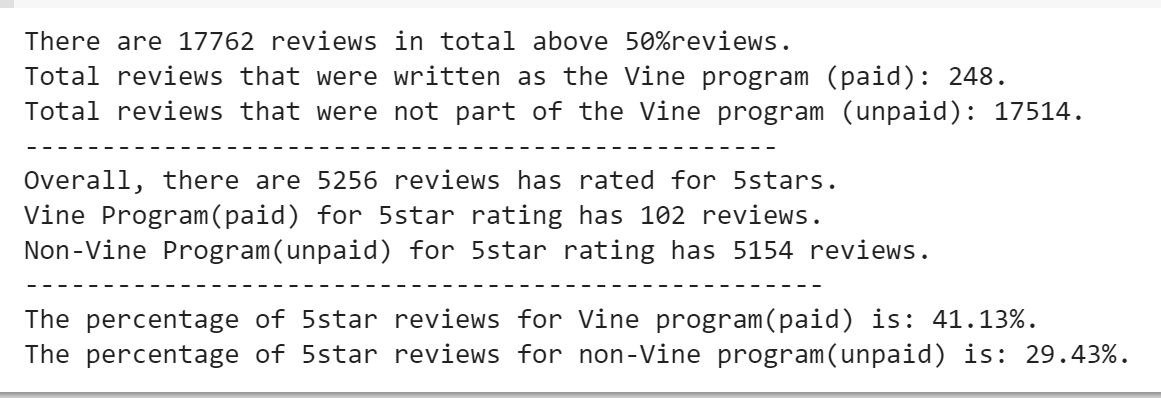 There are 17762 reviews in total above 50%reviews.
Total reviews that were written as the Vine program (paid): 248.
Total reviews that were not part of the Vine program (unpaid): 17514.
-------------------------------------------------
Overall, there are 5256 reviews has rated for 5stars.
Vine Program(paid) for 5star rating has 102 reviews.
Non-Vine Program(unpaid) for 5star rating has 5154 reviews.
----------------------------------------------------
The percentage of 5star reviews for Vine program(paid) is: 41.13%.
The percentage of 5star reviews for non-Vine program(unpaid) is: 29.43%.